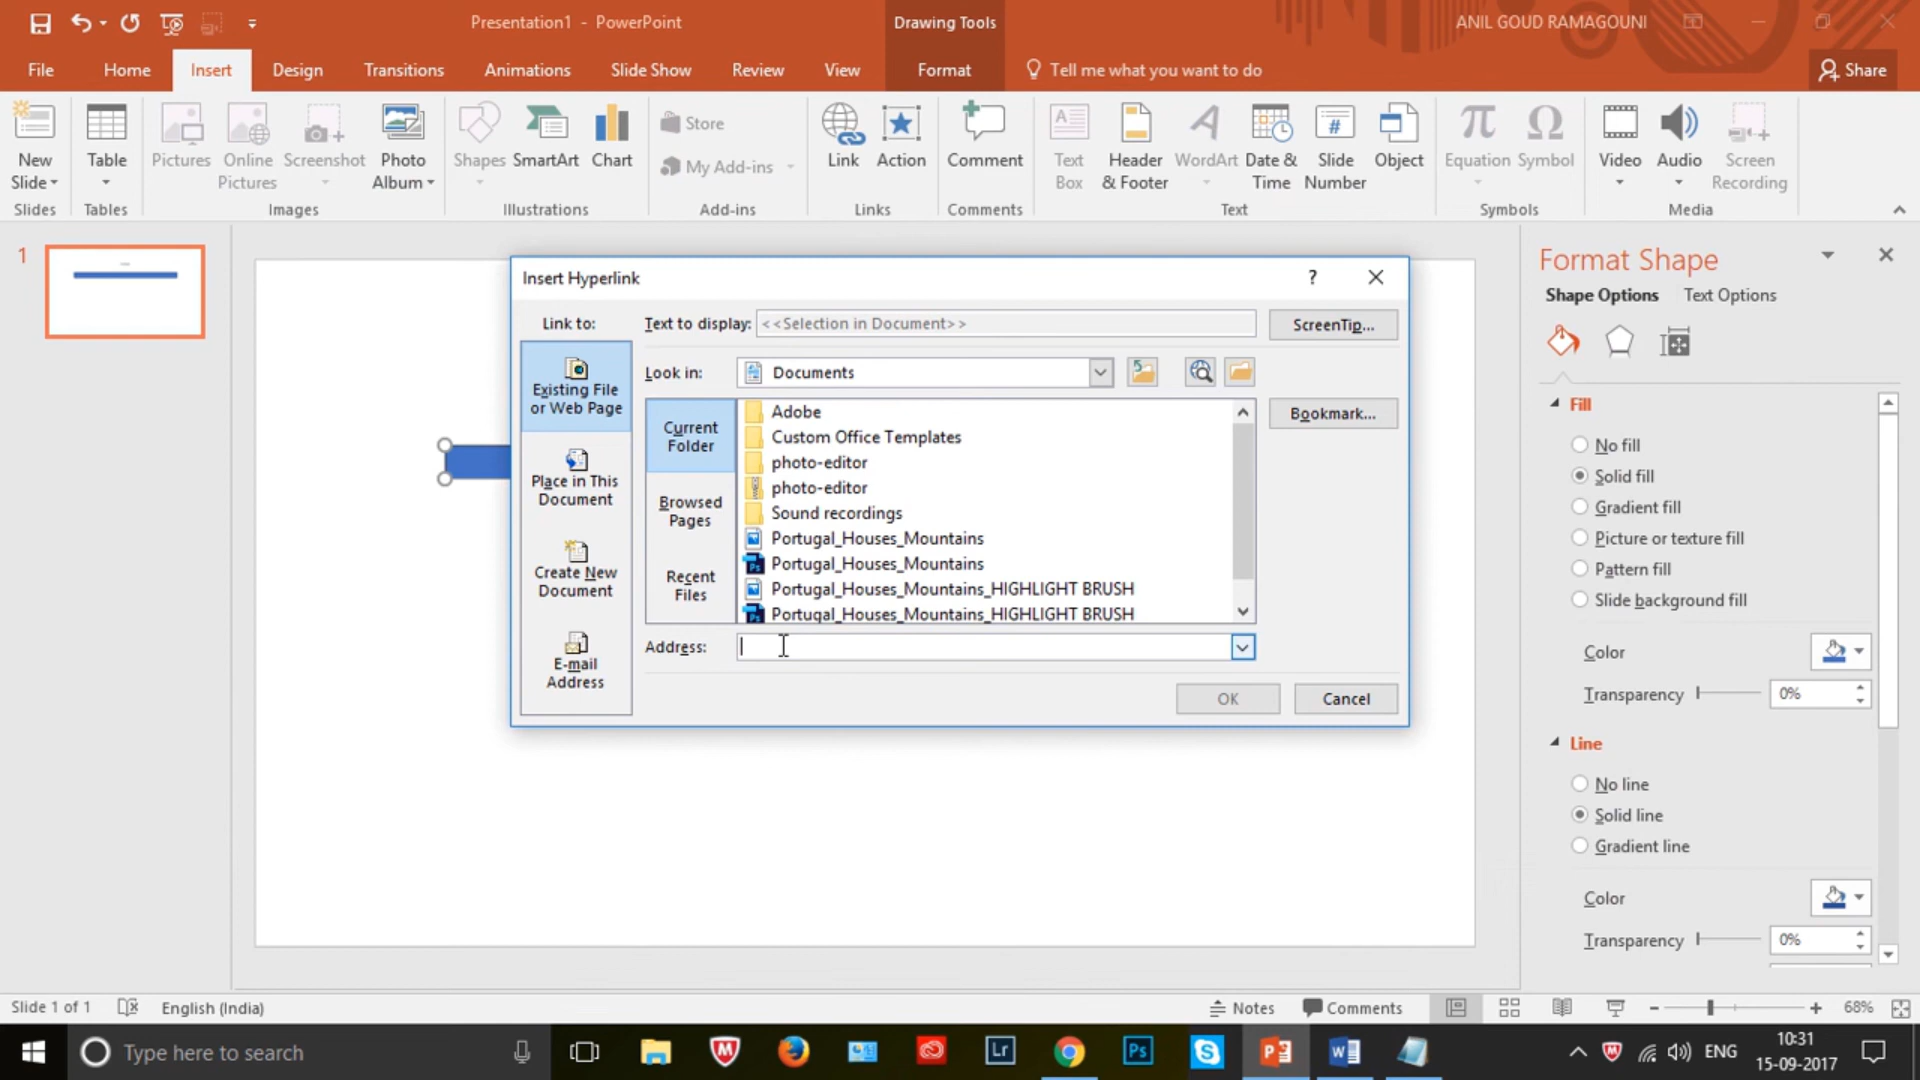 Presentation1 - PowerPoint
Drawing Tools
ANIL GOUD RAMAGOUNI
File
Home
Insert
Design
Transitions
Animations
Slide Show
Review
View
Format
Tell me what you want to do
Share
New
Slide
Table
Pictures
Online
Pictures
Screenshot
Photo
Album
Shapes
SmartArt
Chart
Store
My Add-ins
Link
Action
Comment
Text
Box
Header
& Footer
WordArt
Date &
Time
Slide
Number
Object
Equation
Symbol
Video
Audio
Screen
Recording
Slides
Tables
Images
Illustrations
Add-ins
Links
Comments
Text
Symbols
Media
1
Insert Hyperlink
?
Link to:
Text to display:
<<Selection in Document>>
ScreenTip...
Existing File
or Web Page
Place in This
Document
Create New
Document
E-mail
Address
Look in:
Documents
Bookmark...
Current
Folder
Browsed
Pages
Recent
Files
Adobe
Custom Office Templates
photo-editor
photo-editor
Sound recordings
Portugal_Houses_Mountains
Portugal_Houses_Mountains
Portugal_Houses_Mountains_HIGHLIGHT BRUSH
Portugal_Houses_Mountains_HIGHLIGHT BRUSH
Address:
OK
Cancel
Format Shape
Shape Options
Text Options
Fill
No fill
Solid fill
Gradient fill
Picture or texture fill
Pattern fill
Slide background fill
Color
Transparency
0%
Line
No line
Solid line
Gradient line
Color
Transparency
0%
Slide 1 of 1
English (India)
Notes
Comments
68%
Type here to search
Lr
Ps
ENG
10:31
15-09-2017